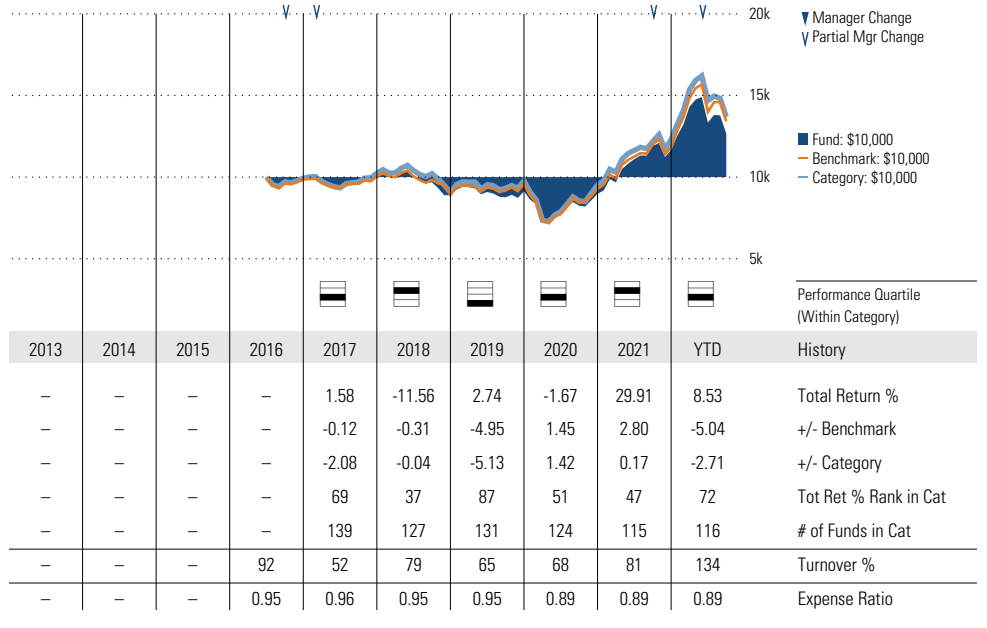 20k
Manager Change
Partial Mgr Change
15k
Fund: $10,000
Benchmark: $10,000
Category: $10,000
10k
5k
Performance Quartile
(Within Category)
2013 2014 2015 2016 2017 2018 2019 2020 2021 YTD History
– – – – 1.58 -11.56 2.74 -1.67 29.91 8.53 Total Return %
– – – – -0.12 -0.31 -4.95 1.45 2.80 -5.04 +/- Benchmark
– – – – -2.08 -0.04 -5.13 1.42 0.17 -2.71 +/- Category
– – – – 69 37 87 51 47 72 Tot Ret % Rank in Cat
– – – – 139 127 131 124 115 116 # of Funds in Cat
– – – 92 52 79 65 68 81 134 Turnover %
– – – 0.95 0.96 0.95 0.95 0.89 0.89 0.89 Expense Ratio